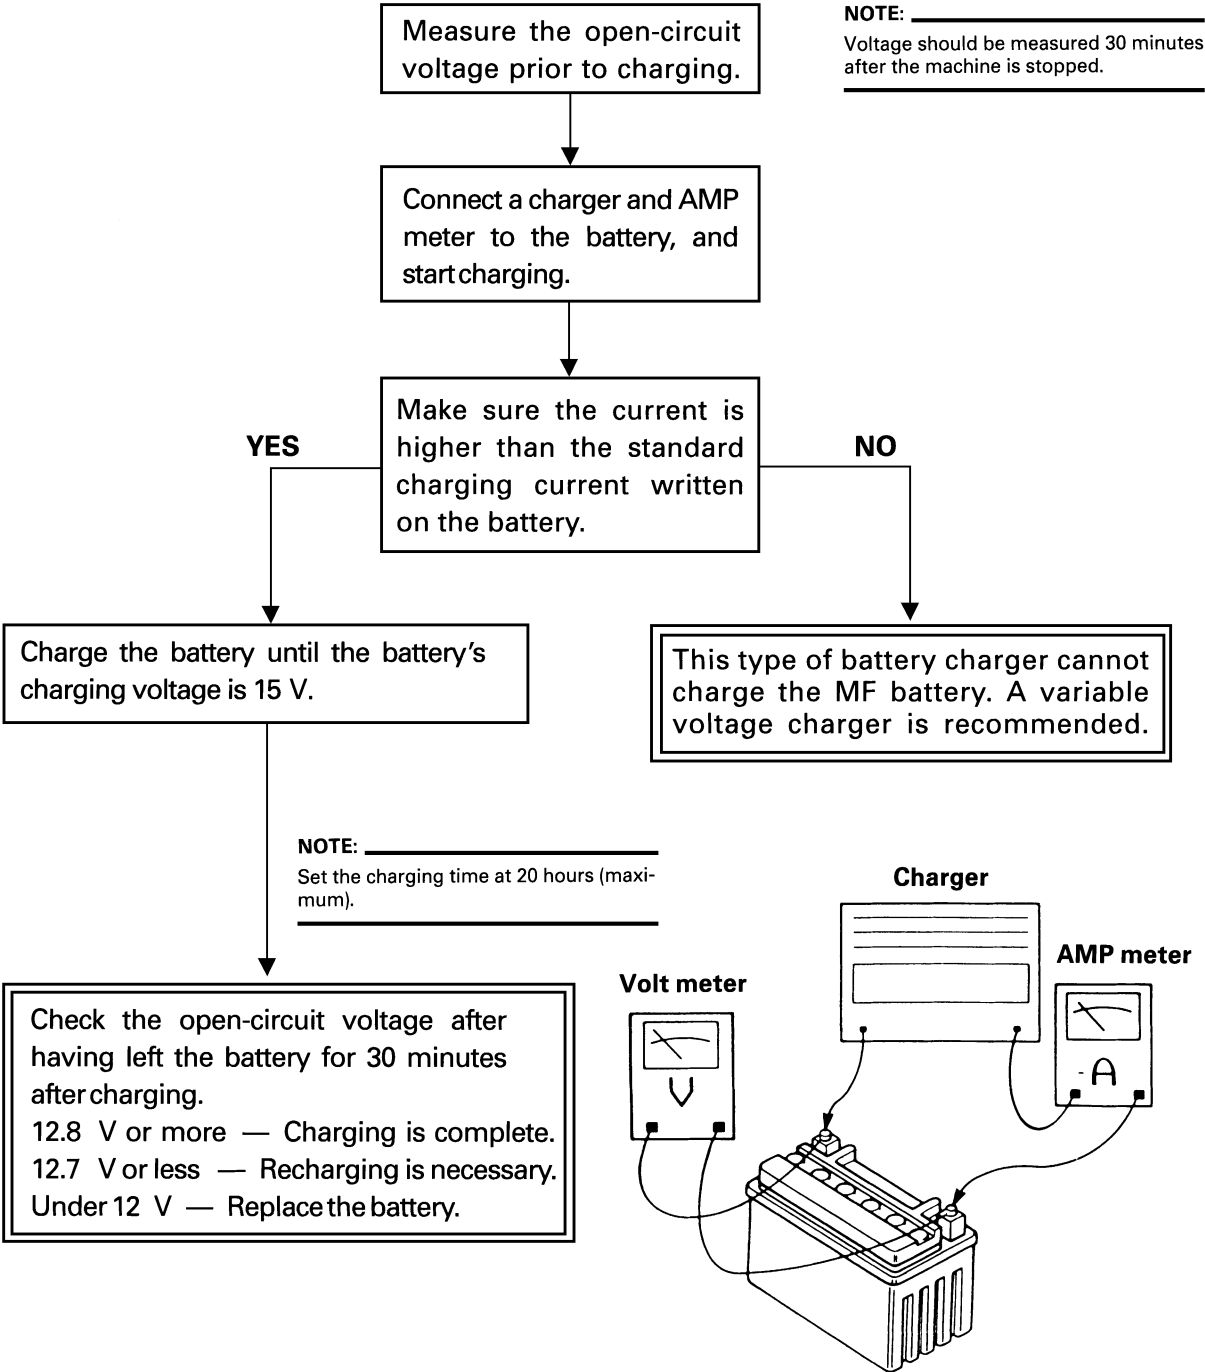 Measure the open-circuit
voltage prior to charging.
NOTE:
Voltage should be measured 30 minutes
after the machine is stopped.
Connect a charger and AMP
meter to the battery, and
start charging.
Make sure the current is
higher than the standard
charging current written
on the battery.
YES
NO
Charge the battery until the battery's
charging voltage is 15 V.
This type of battery charger cannot
charge the MF battery. A variable
voltage charger is recommended.
NOTE:
Set the charging time at 20 hours (maxi-
mum).
Check the open-circuit voltage after
having left the battery for 30 minutes
after charging.
12.8 V or more — Charging is complete.
12.7 V or less — Recharging is necessary.
Under 12 V — Replace the battery.
Charger
AMP meter
Volt meter
V
A